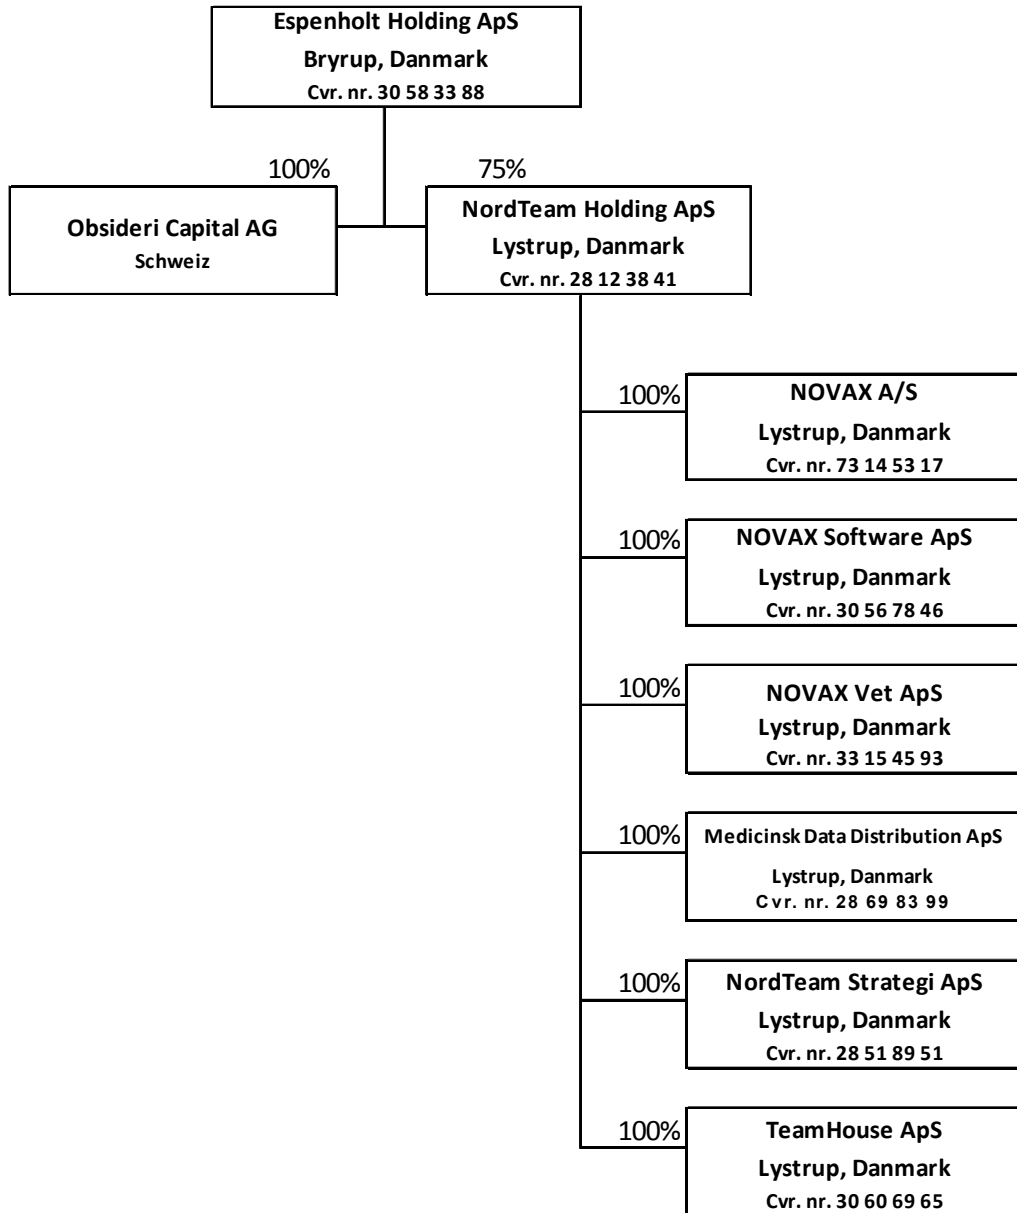 Espenholt Holding ApS
Bryrup, Danmark
Cvr. nr. 30 58 33 88
100%
75%
Obsideri Capital AG
Schweiz
NordTeam Holding ApS
Lystrup, Danmark
Cvr. nr. 28 12 38 41
100%
NOVAX A/S
Lystrup, Danmark
Cvr. nr. 73 14 53 17
100%
NOVAX Software ApS
Lystrup, Danmark
Cvr. nr. 30 56 78 46
100%
NOVAX Vet ApS
Lystrup, Danmark
Cvr. nr. 33 15 45 93
100%
Medicinsk Data Distribution ApS
Lystrup, Danmark
Cvr. nr. 28 69 83 99
100%
NordTeam Strategi ApS
Lystrup, Danmark
Cvr. nr. 28 51 89 51
100%
TeamHouse ApS
Lystrup, Danmark
Cvr. nr. 30 60 69 65